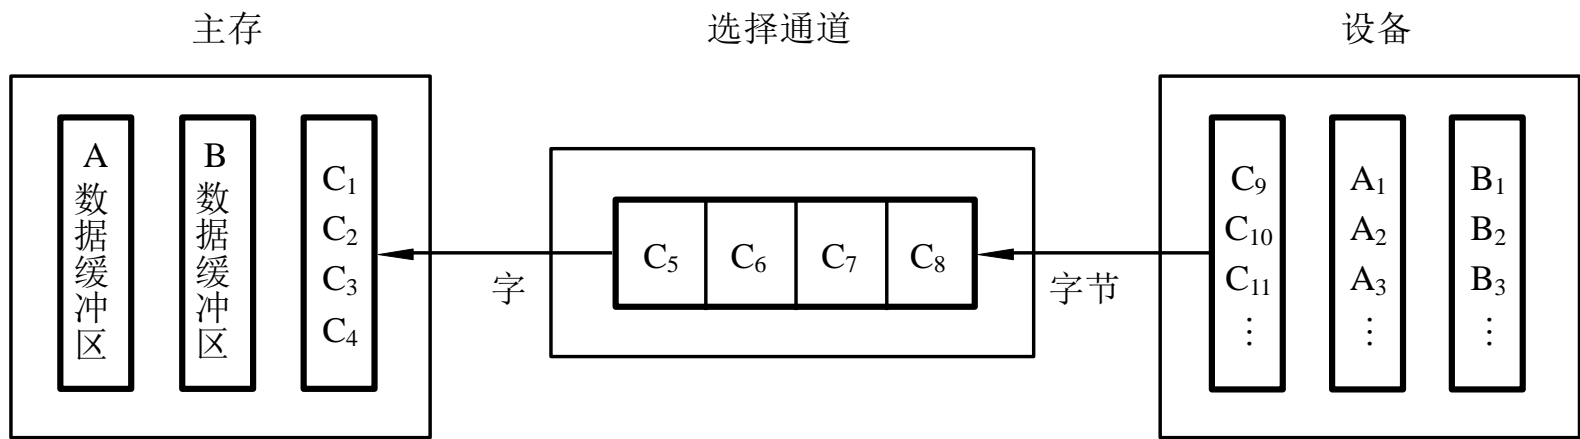 主存
选择通道
设备
A
数据缓冲区
B
数据缓冲区
C₁
C₂
C₃
C₄
字
C₅ C₆ C₇ C₈
字节
C₉
C₁₀
C₁₁
⋮
A₁
A₂
A₃
⋮
B₁
B₂
B₃
⋮